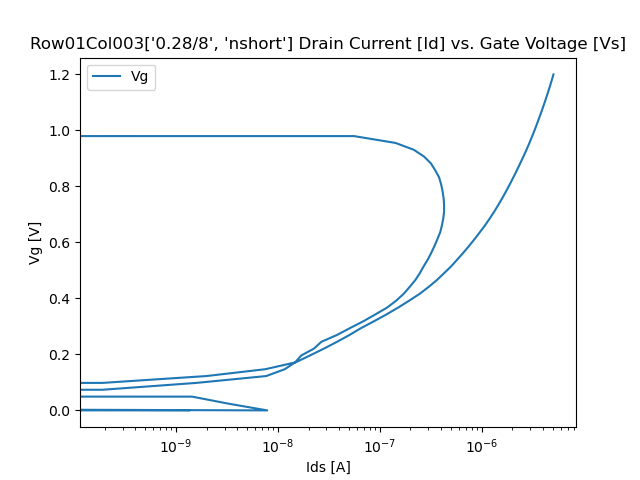 Row01Col003['0.28/8', 'nshort'] Drain Current [Id] vs. Gate Voltage [Vs]
Vg
1.2
1.0
0.8
0.6
0.4
0.2
0.0
Vg [V]
10⁻⁹ 10⁻⁸ 10⁻⁷ 10⁻⁶
Ids [A]